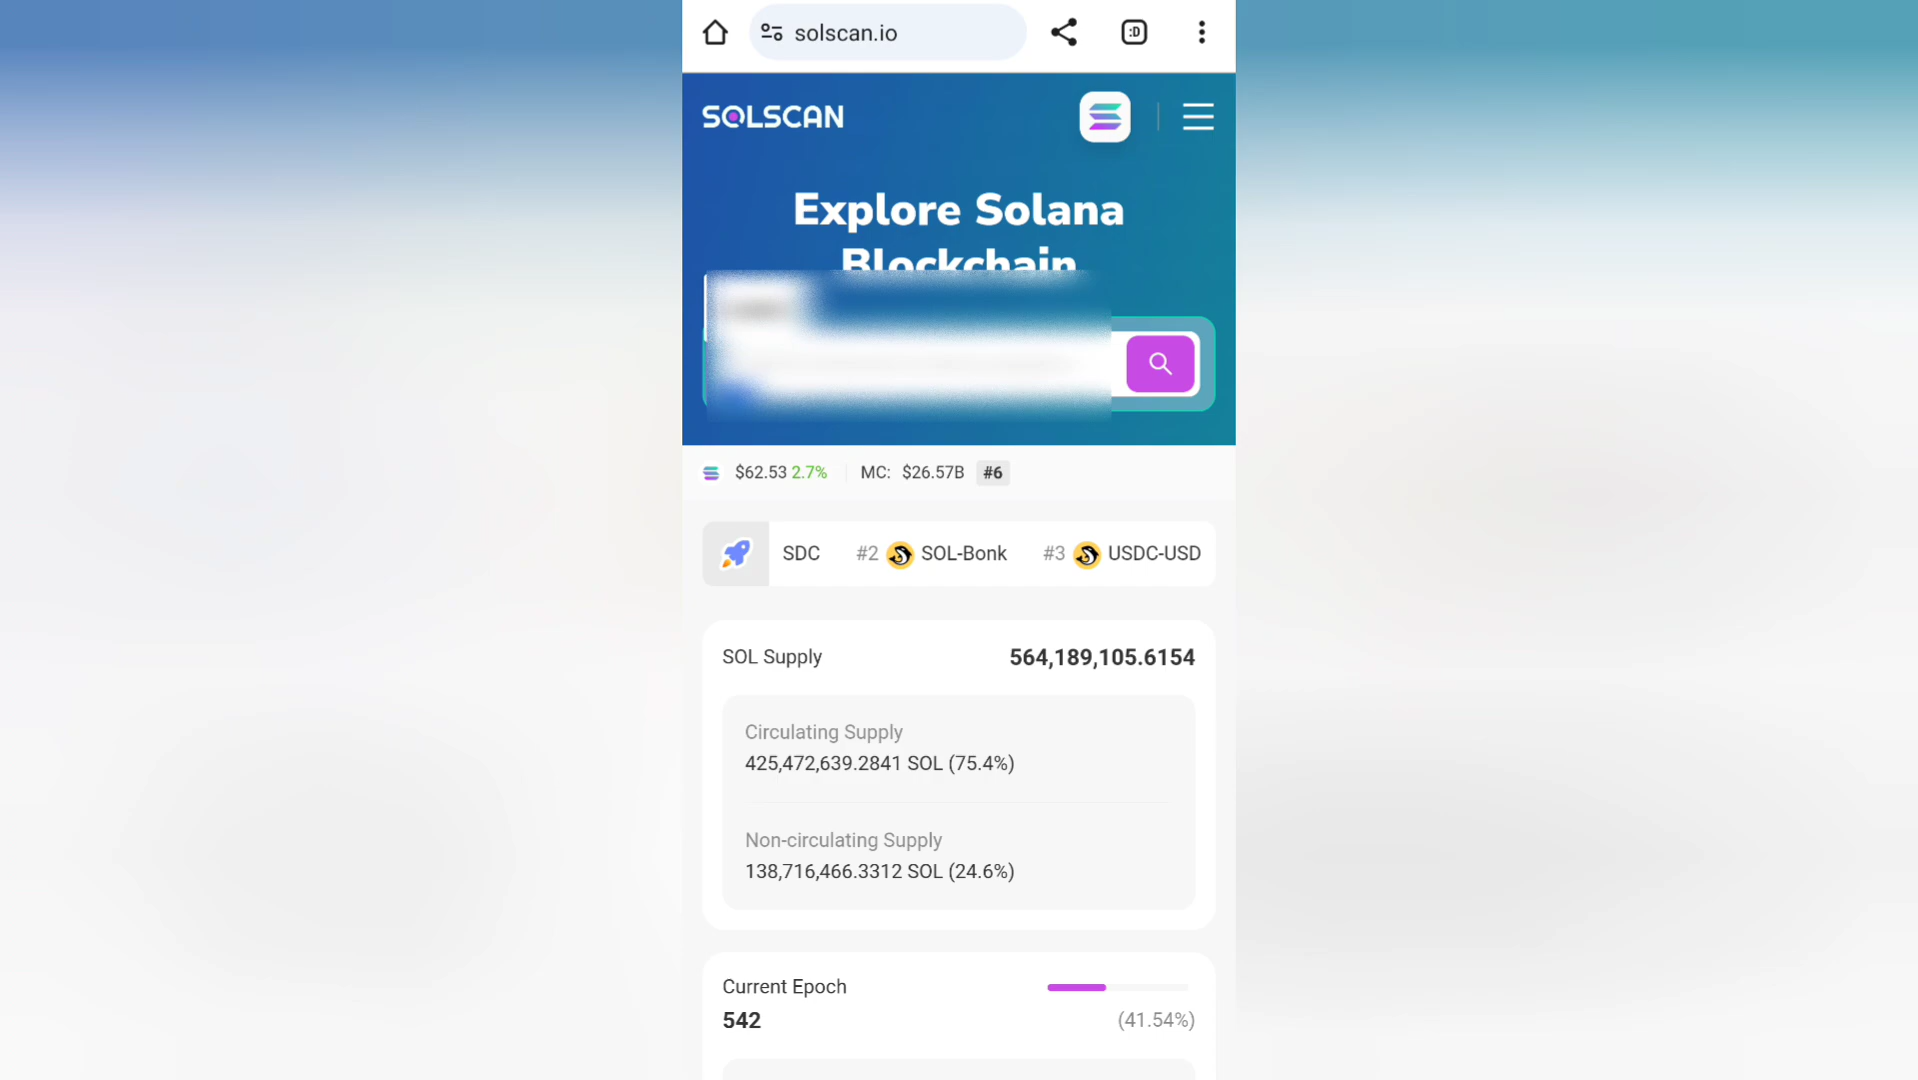 :D
solscan.io
SOLSCAN
Explore Solana
Blockchain
$62.53 2.7% MC: $26.57B #6
SDC #2 SOL-Bonk #3 USDC-USD
SOL Supply 564,189,105.6154
Circulating Supply
425,472,639.2841 SOL (75.4%)
Non-circulating Supply
138,716,466.3312 SOL (24.6%)
Current Epoch
542 (41.54%)